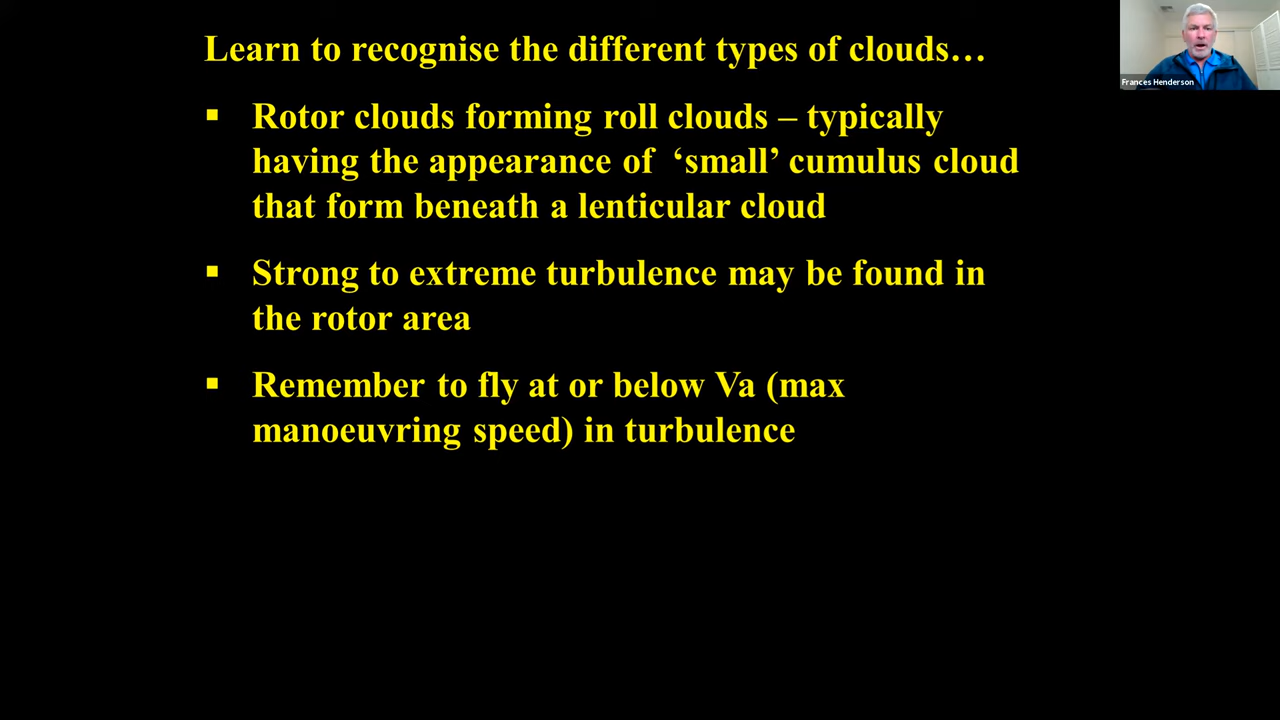 Learn to recognise the different types of clouds…
▪ Rotor clouds forming roll clouds – typically
having the appearance of ‘small’ cumulus cloud
that form beneath a lenticular cloud
▪ Strong to extreme turbulence may be found in
the rotor area
▪ Remember to fly at or below Va (max
manoeuvring speed) in turbulence
Frances Henderson